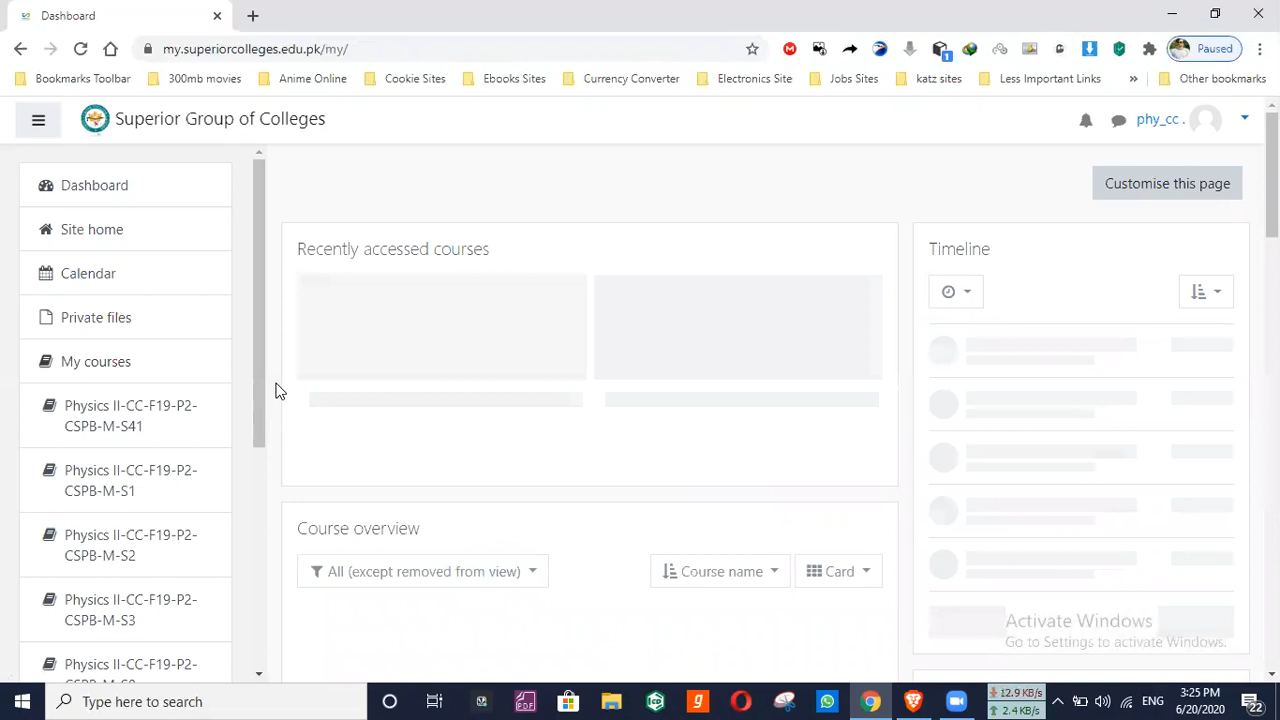 Dashboard
my.superiorcolleges.edu.pk/my/
1
Paused
Bookmarks Toolbar
300mb movies
Anime Online
Cookie Sites
Ebooks Sites
Currency Converter
Electronics Site
Jobs Sites
katz sites
Less Important Links
»
Other bookmarks
Superior Group of Colleges
phy_cc .
Dashboard
Site home
Calendar
Private files
My courses
Physics II-CC-F19-P2-
CSPB-M-S41
Physics II-CC-F19-P2-
CSPB-M-S1
Physics II-CC-F19-P2-
CSPB-M-S2
Physics II-CC-F19-P2-
CSPB-M-S3
Physics II-CC-F19-P2-
Customise this page
Recently accessed courses
Timeline
Course overview
All (except removed from view)
Course name
Card
Activate Windows
Go to Settings to activate Windows.
Type here to search
12.9 KB/s
2.4 KB/s
ENG
3:25 PM
6/20/2020
22